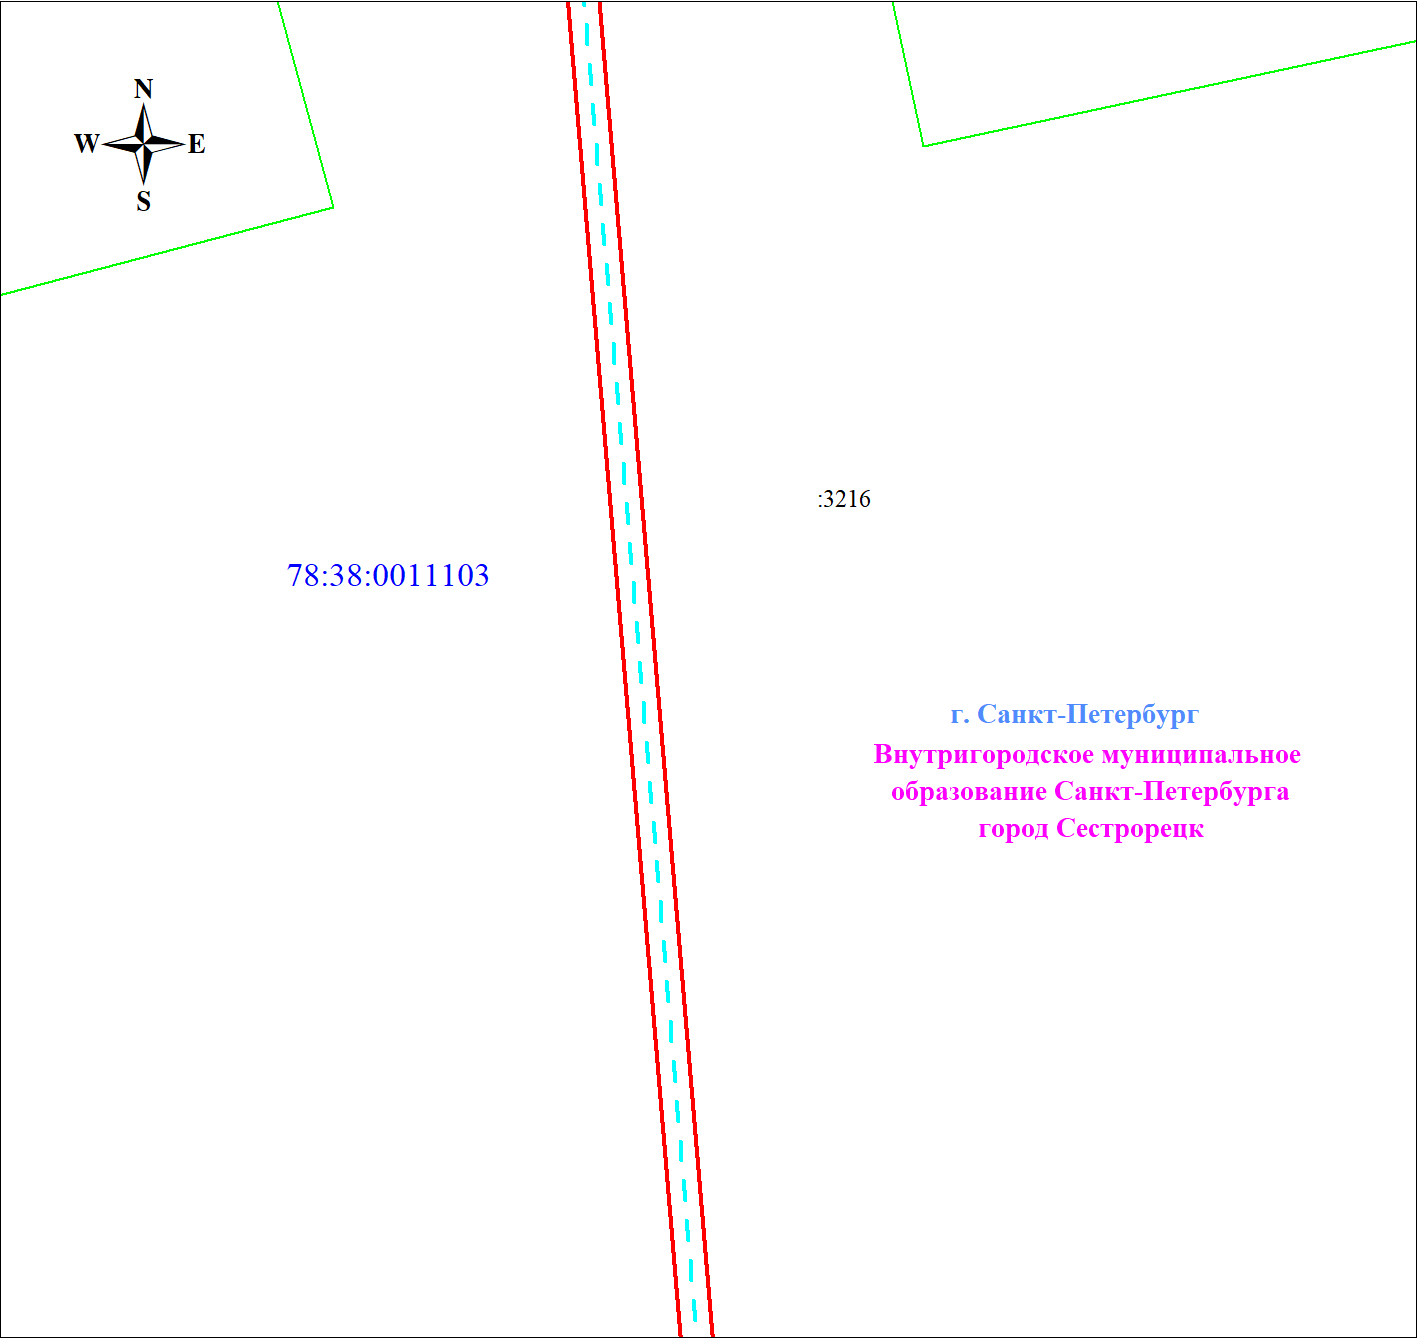 N
W E
S
:3216
78:38:0011103
г. Санкт-Петербург
Внутригородское муниципальное
образование Санкт-Петербурга
город Сестрорецк